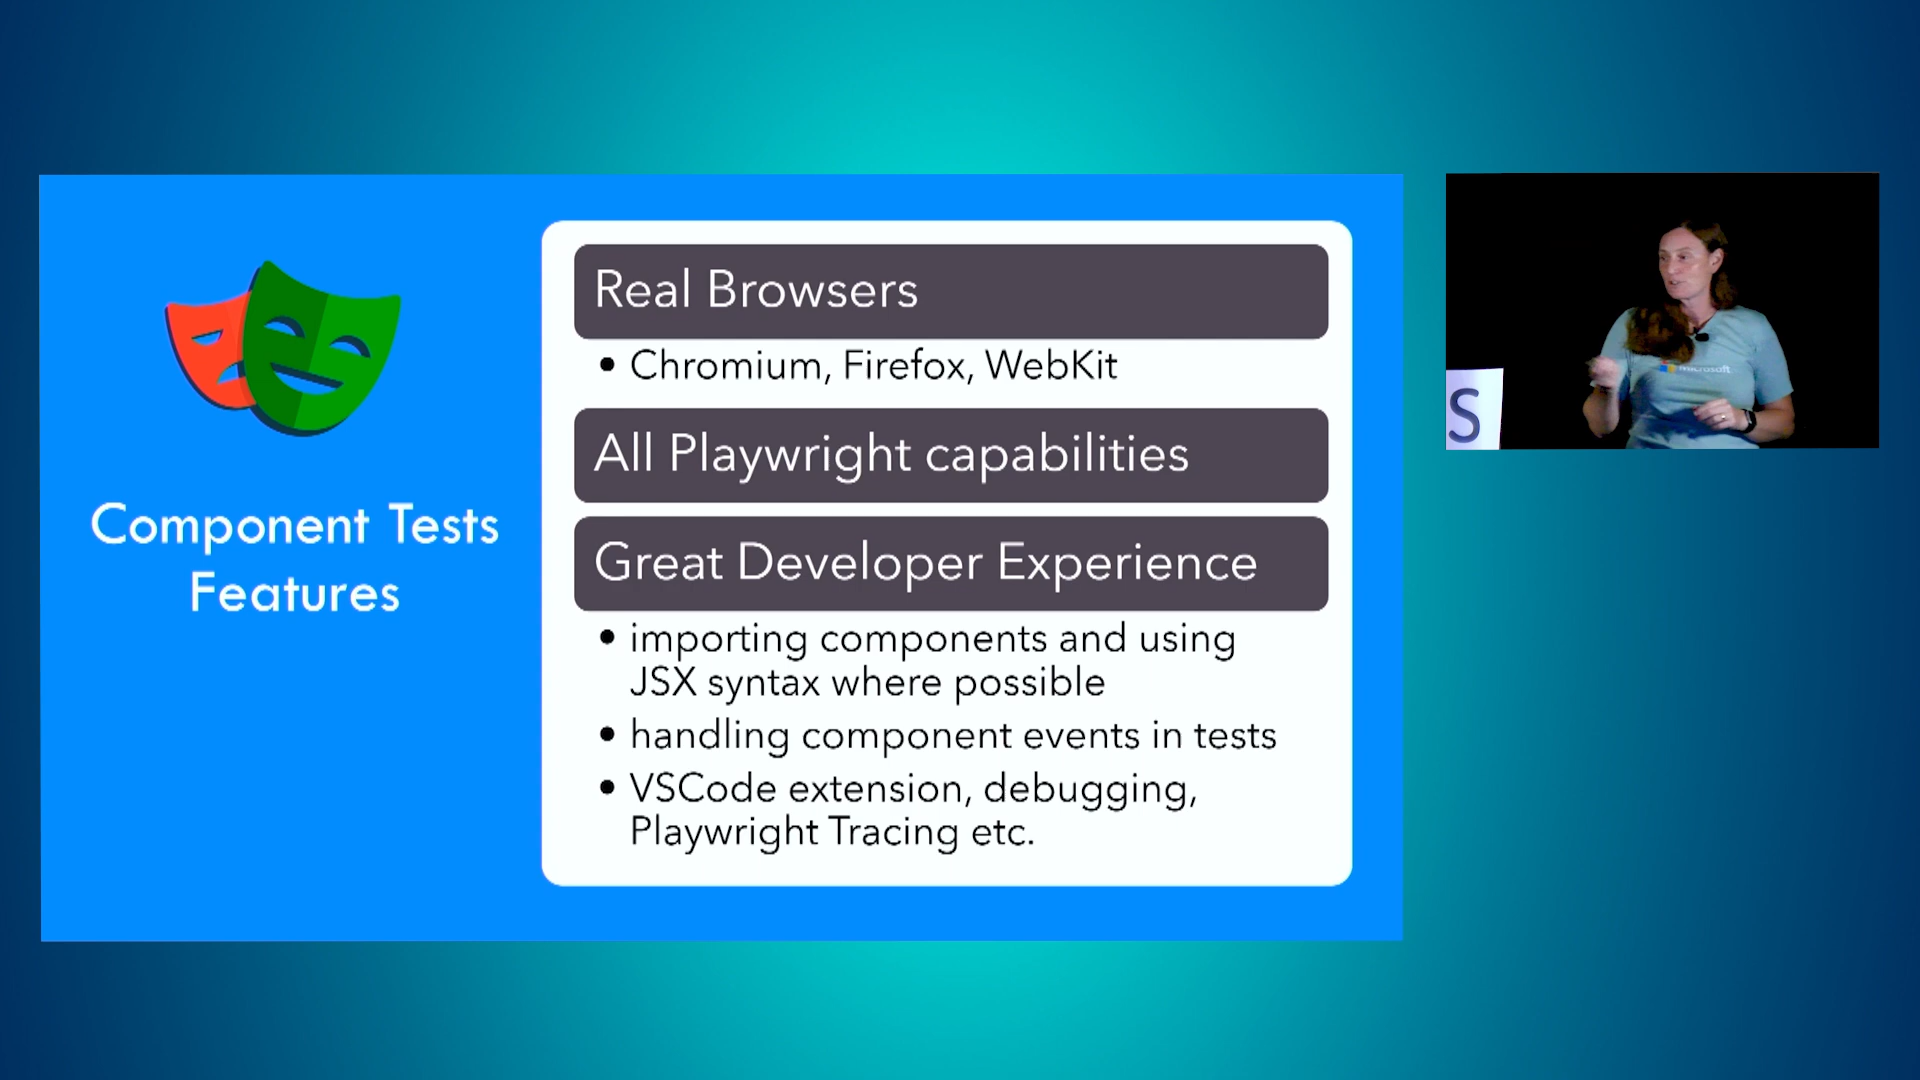 Component Tests
Features
Real Browsers
• Chromium, Firefox, WebKit
All Playwright capabilities
Great Developer Experience
• importing components and using
JSX syntax where possible
• handling component events in tests
• VSCode extension, debugging,
Playwright Tracing etc.
Microsoft
S